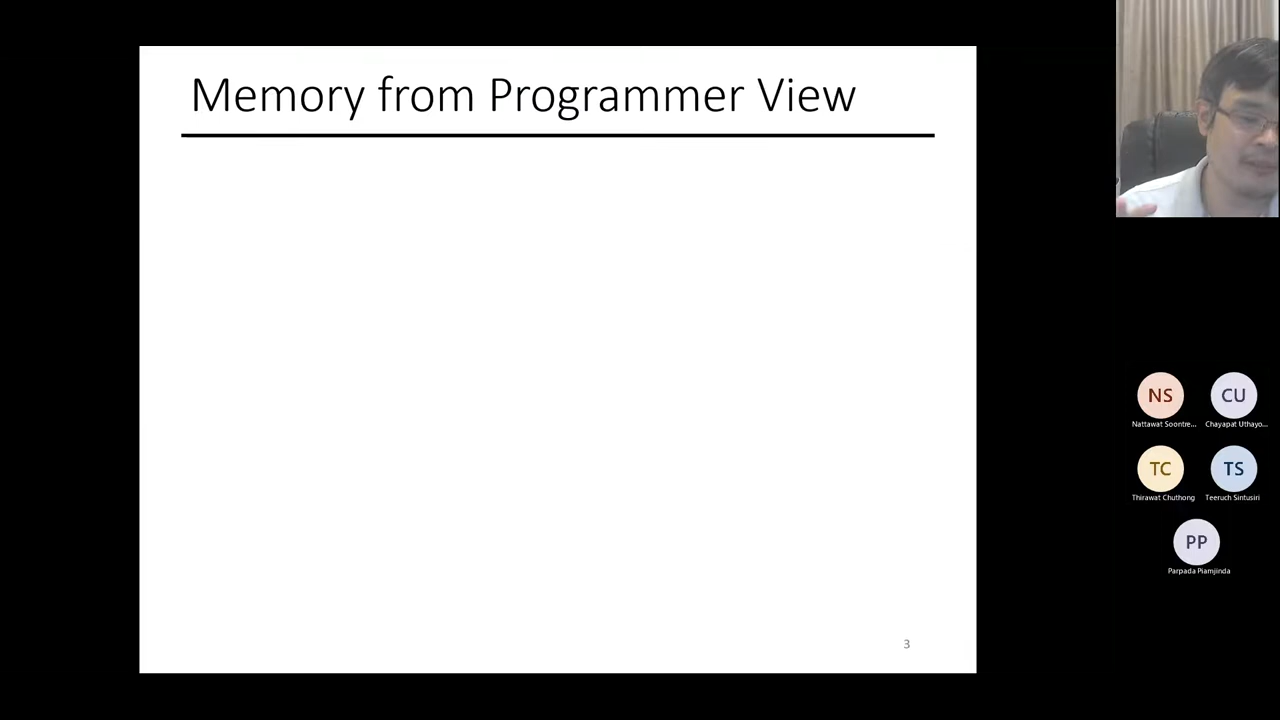 Memory from Programmer View
3
NS
CU
Nattawat Soontre...
Chayapat Uthayo...
TC
TS
Thirawat Chuthong
Teeruch Sintusiri
PP
Parpada Piamjinda